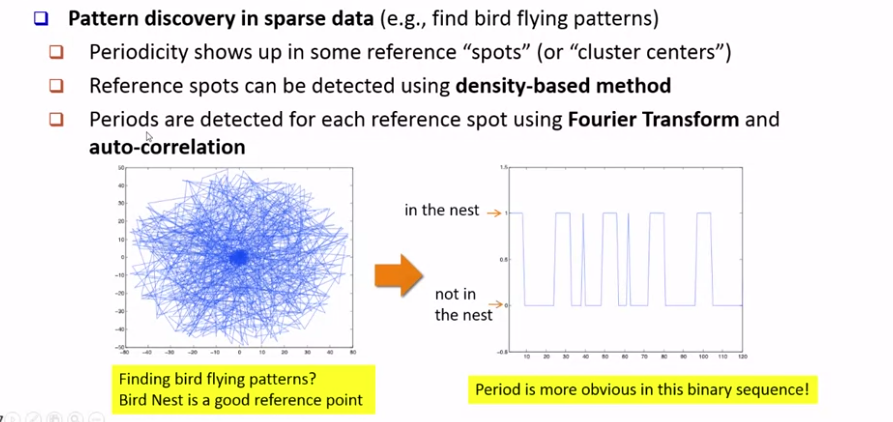 Pattern discovery in sparse data (e.g., find bird flying patterns)
Periodicity shows up in some reference “spots” (or “cluster centers”)
Reference spots can be detected using density-based method
Periods are detected for each reference spot using Fourier Transform and
auto-correlation
50
40
30
20
10
0
-10
-20
-30
-40
-50
-50 -40 -30 -20 -10 0 10 20 30 40 50
in the nest
not in
the nest
1.5
1
0.5
0
-0.5
10 20 30 40 50 60 70 80 90 100 110 120
Finding bird flying patterns?
Bird Nest is a good reference point
Period is more obvious in this binary sequence!